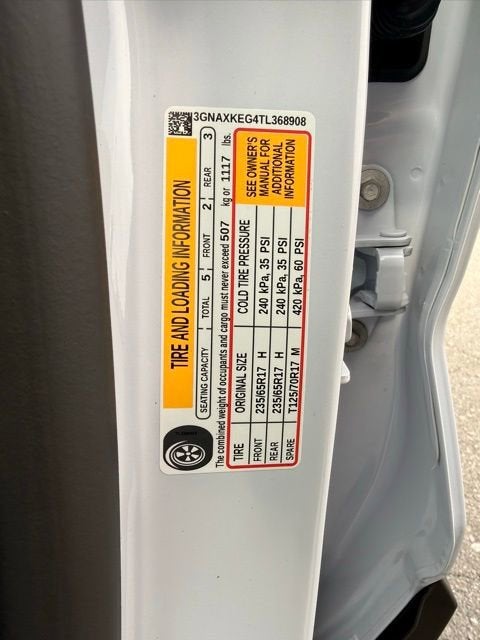 3GNAXKEG4TL368908
TIRE AND LOADING INFORMATION
SEATING CAPACITY TOTAL 5 FRONT 2 REAR 3
The combined weight of occupants and cargo must never exceed 507 kg or 1117 lbs.
TIRE ORIGINAL SIZE COLD TIRE PRESSURE
FRONT 235/65R17 H 240 kPa, 35 PSI
REAR 235/65R17 H 240 kPa, 35 PSI
SPARE T125/70R17 M 420 kPa, 60 PSI
SEE OWNER'S
MANUAL FOR
ADDITIONAL
INFORMATION